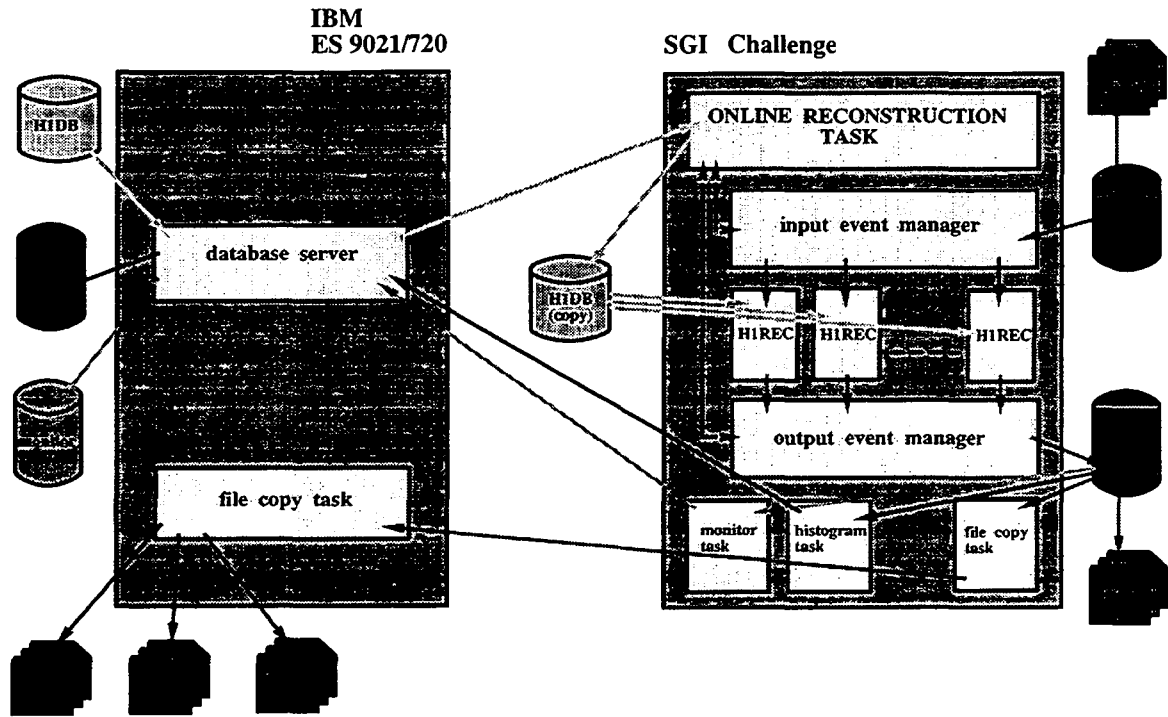 IBM
ES 9021/720
SGI Challenge
H1DB
ONLINE RECONSTRUCTION
TASK
input event manager
database server
H1DB
(copy)
H1REC
H1REC
H1REC
output event manager
file copy task
monitor
task
histogram
task
file copy
task